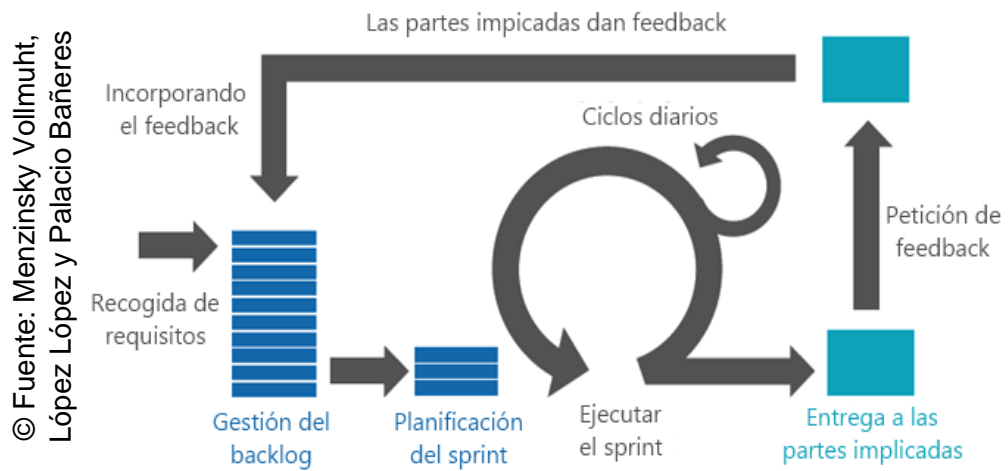 © Fuente: Menzinsky Vollmuht,
López López y Palacio Bañeres
Las partes impicadas dan feedback
Incorporando
el feedback
Ciclos diarios
Petición de
feedback
Recogida de
requisitos
Gestión del
backlog
Planificación
del sprint
Ejecutar
el sprint
Entrega a las
partes implicadas